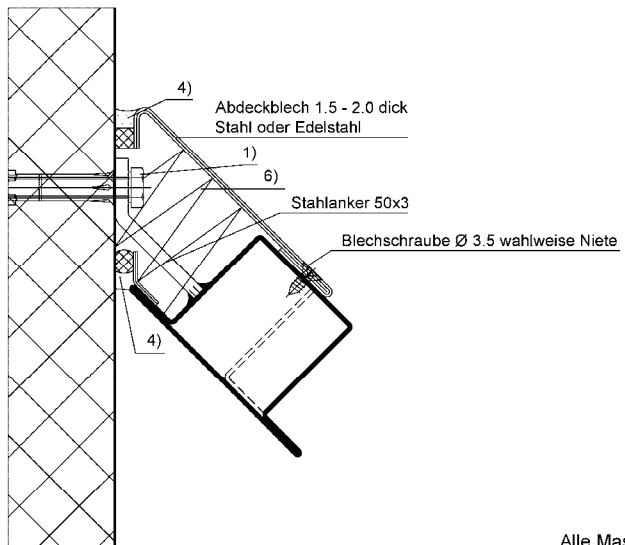 4)
Abdeckblech 1.5 - 2.0 dick
Stahl oder Edelstahl
1)
6)
Stahlanker 50x3
Blechschraube Ø 3.5 wahlweise Niete
4)
Alle